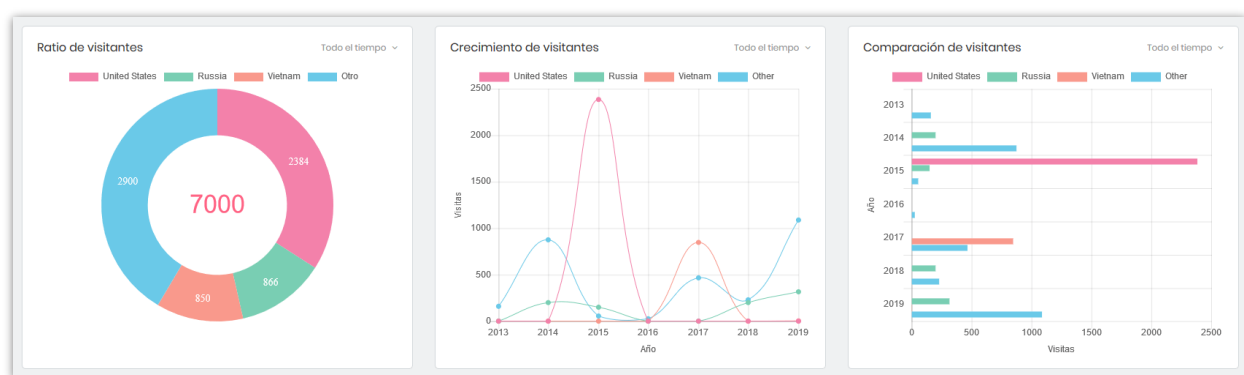 Ratio de visitantes
Todo el tiempo
United States Russia Vietnam Otro
2384
2900
7000
866
850
Crecimiento de visitantes
Todo el tiempo
United States Russia Vietnam Other
2500
2000
1500
1000
500
0
Visitas
2013 2014 2015 2016 2017 2018 2019
Año
Comparación de visitantes
Todo el tiempo
United States Russia Vietnam Other
2013
2014
2015
2016
2017
2018
2019
Año
0 500 1000 1500 2000 2500
Visitas